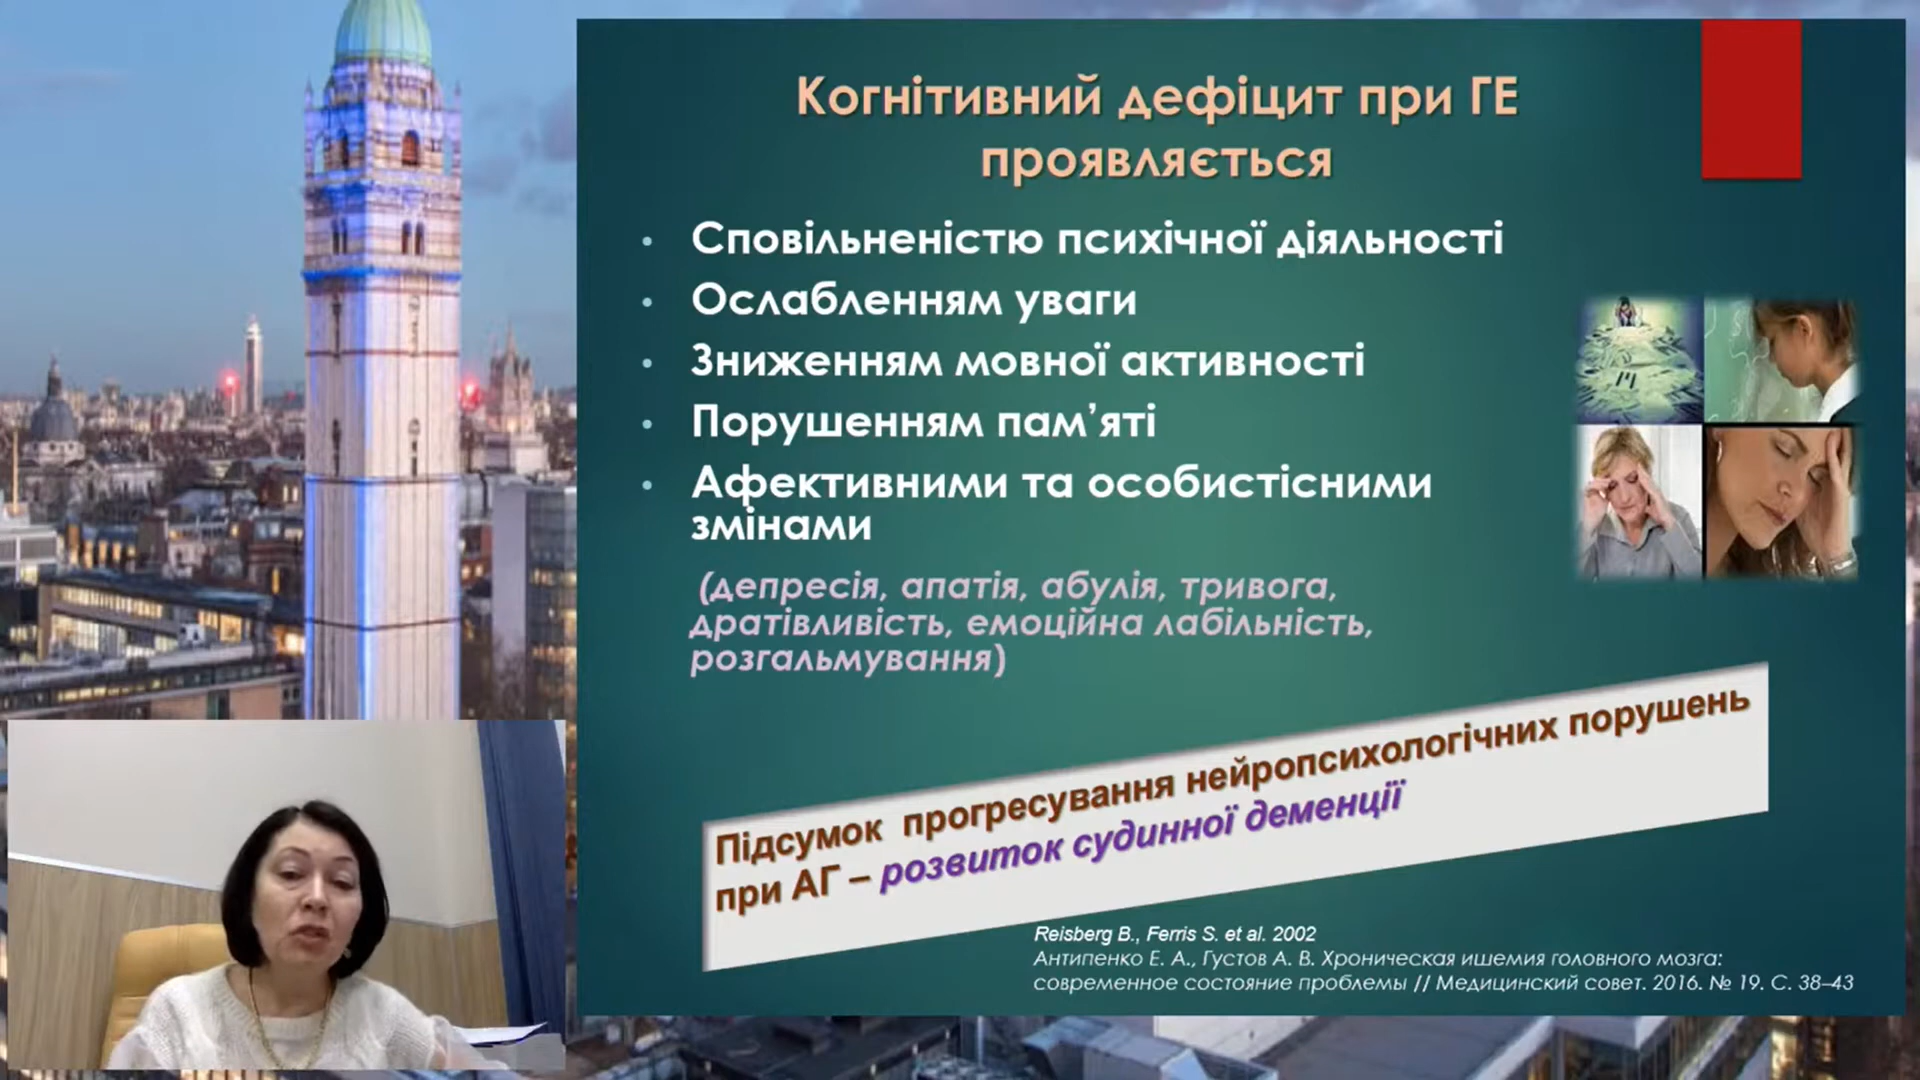 Когнітивний дефіцит при ГЕ
проявляється
• Сповільненістю психічної діяльності
• Ослабленням уваги
• Зниженням мовної активності
• Порушенням пам’яті
• Афективними та особистісними
змінами
(депресія, апатія, абулія, тривога,
дратівливість, емоційна лабільність,
розгальмування)
Підсумок прогресування нейропсихологічних порушень
при АГ – розвиток судинної деменції
Reisberg B., Ferris S. et al. 2002
Антипенко Е. А., Густов А. В. Хроническая ишемия головного мозга:
современное состояние проблемы // Медицинский совет. 2016. № 19. С. 38–43